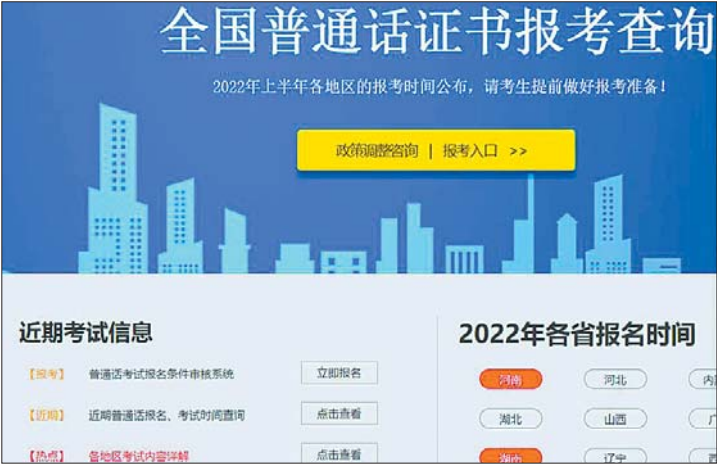 全国普通话证书报考查询
2022年上半年各地区的报考时间公布，请考生提前做好报考准备！
政策调整咨询 | 报考入口 >>
近期考试信息
【报考】 普通话考试报名条件审核系统 立即报名
【近期】 近期普通话报名、考试时间查询 点击查看
【热点】 各地区考试内容详解 点击查看
2022年各省报名时间
河南 河北 内
湖北 山西 广
湖南 辽宁